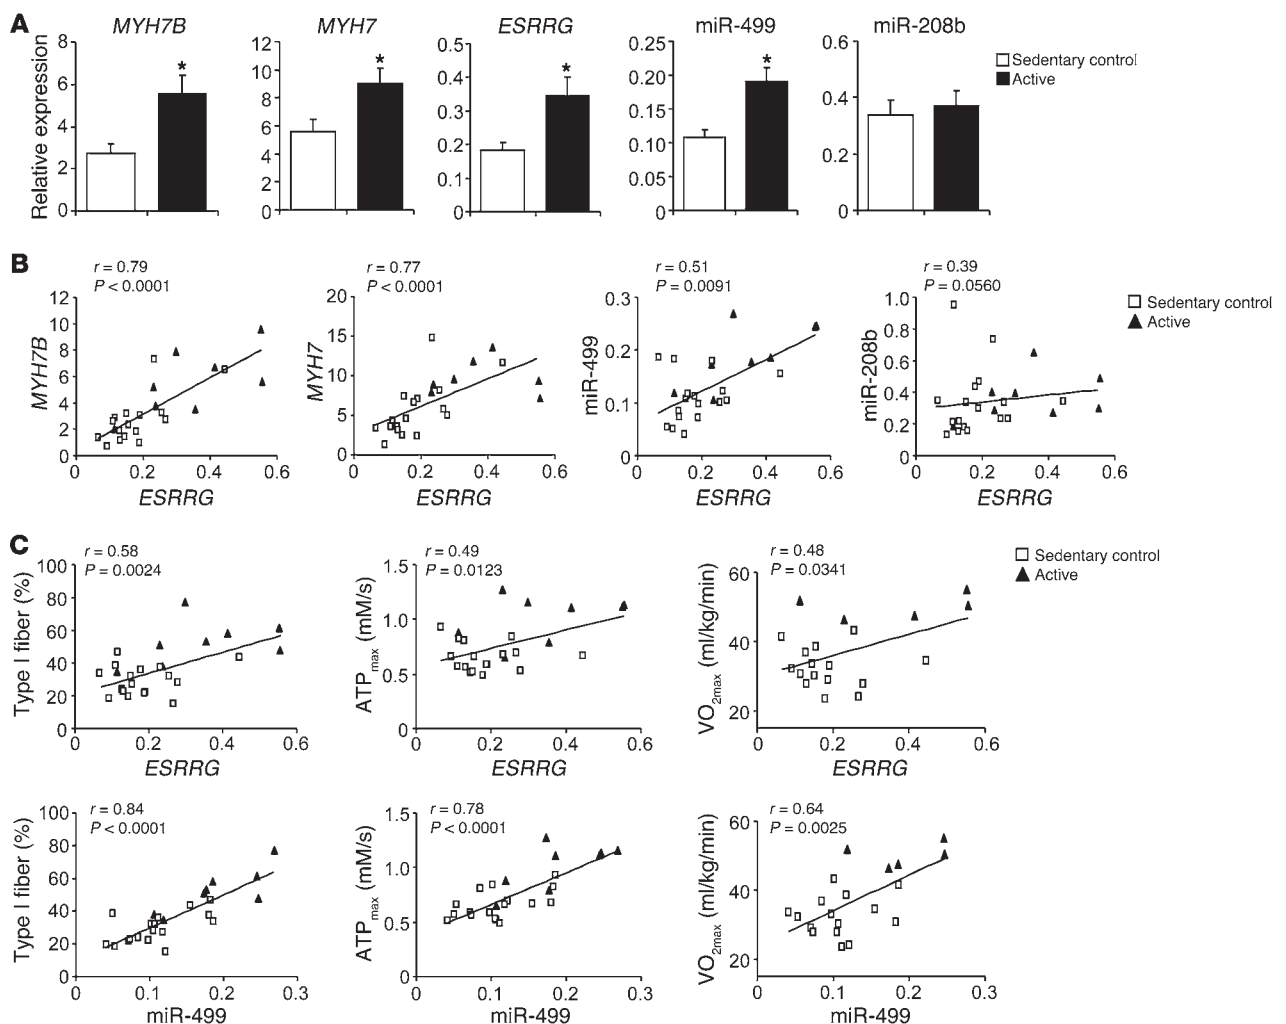 A
MYH7B
MYH7
ESRRG
miR-499
miR-208b
Relative expression
8
6
4
2
0
12
10
8
6
4
2
0
0.5
0.4
0.3
0.2
0.1
0
0.25
0.20
0.15
0.10
0.05
0
0.6
0.4
0.2
0
*
*
*
*
Sedentary control
Active
B
r = 0.79
P < 0.0001
MYH7B
12
10
8
6
4
2
0
0 0.2 0.4 0.6
ESRRG
r = 0.77
P < 0.0001
MYH7
20
15
10
5
0
0 0.2 0.4 0.6
ESRRG
r = 0.51
P = 0.0091
miR-499
0.3
0.2
0.1
0
0 0.2 0.4 0.6
ESRRG
r = 0.39
P = 0.0560
miR-208b
1.0
0.8
0.6
0.4
0.2
0
0 0.2 0.4 0.6
ESRRG
Sedentary control
Active
C
r = 0.58
P = 0.0024
Type I fiber (%)
100
80
60
40
20
0
0 0.2 0.4 0.6
ESRRG
r = 0.49
P = 0.0123
ATPmax (mM/s)
1.5
1.0
0.5
0
0 0.2 0.4 0.6
ESRRG
r = 0.48
P = 0.0341
VO2max (ml/kg/min)
60
40
20
0 0.2 0.4 0.6
ESRRG
Sedentary control
Active
r = 0.84
P < 0.0001
Type I fiber (%)
100
80
60
40
20
0
0 0.1 0.2 0.3
miR-499
r = 0.78
P < 0.0001
ATPmax (mM/s)
1.5
1.0
0.5
0
0 0.1 0.2 0.3
miR-499
r = 0.64
P = 0.0025
VO2max (ml/kg/min)
60
40
20
0 0.1 0.2 0.3
miR-499